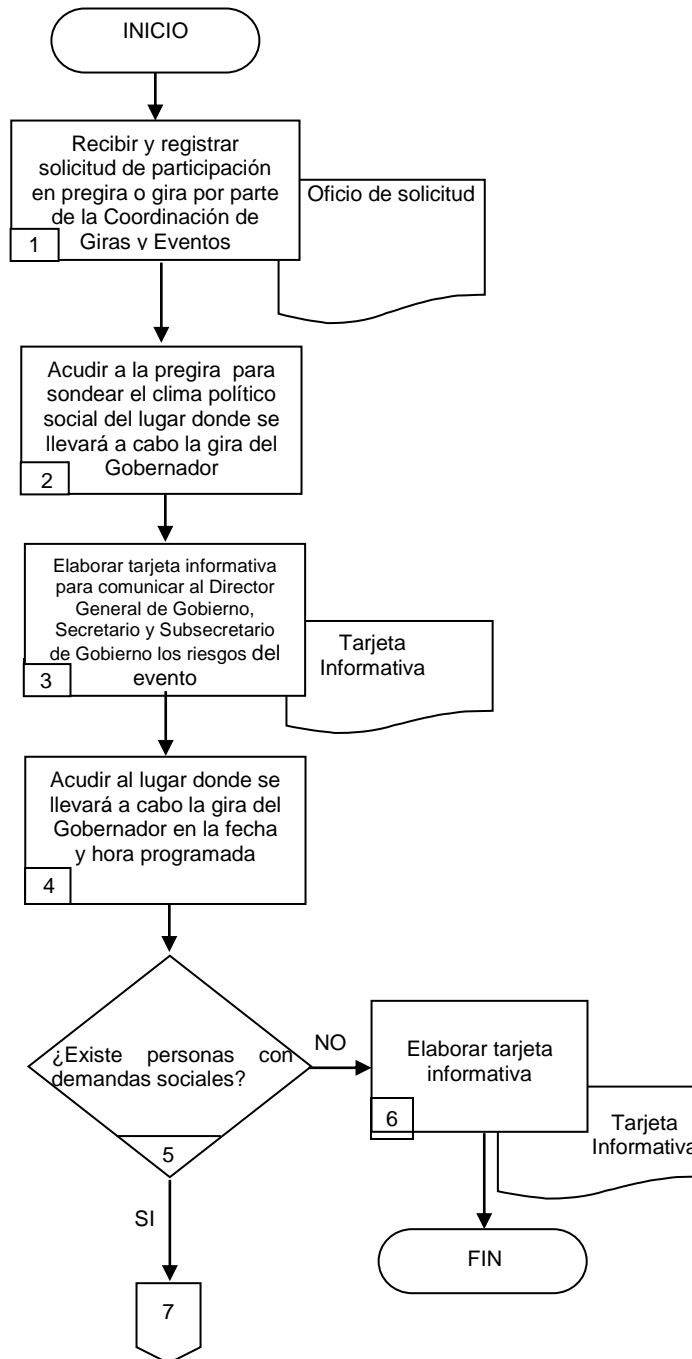 INICIO
Recibir y registrar
solicitud de participación
en pregira o gira por parte
de la Coordinación de
Giras y Eventos
1
Oficio de solicitud
Acudir a la pregira para
sondear el clima político
social del lugar donde se
llevará a cabo la gira del
Gobernador
2
Elaborar tarjeta informativa
para comunicar al Director
General de Gobierno,
Secretario y Subsecretario
de Gobierno los riesgos del
evento
3
Tarjeta
Informativa
Acudir al lugar donde se
llevará a cabo la gira del
Gobernador en la fecha
y hora programada
4
¿Existe personas con
demandas sociales?
5
NO
Elaborar tarjeta
informativa
6
Tarjeta
Informativa
SI
FIN
7